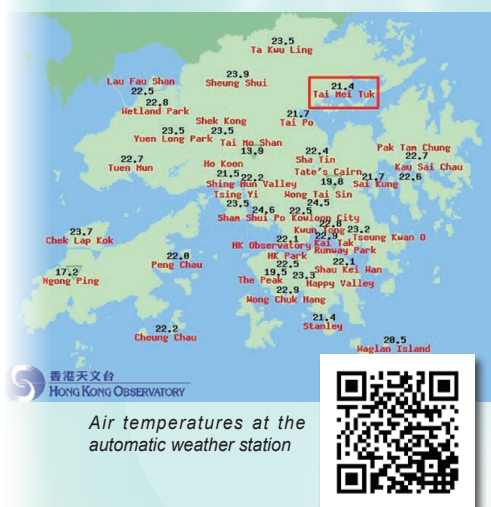 23.5
Ta Kwu Ling
23.9
Sheung Shui
21.4
Tai Mei Tuk
Lau Fau Shan
22.5
22.8
Wetland Park
21.7
Tai Po
Shek Kong
23.5 23.5
Yuen Long Park Tai Mo Shan
13.9
Pak Tam Chung
22.7
Kau Sai Chau
22.6
22.4
Sha Tin
22.7
Tuen Mun
Ho Koon
21.5 22.2
Shing Mun Valley
Tate's Cairn 21.7
19.8 Sai Kung
Tsing Yi Wong Tai Sin
23.5 24.5
Sham Shui Po Kowloon City
24.6 22.5
Kwun Tong 23.2
22.9 Tseung Kwan O
Kai Tak
Runway Park
22.1
HK Observatory
HK Park
22.5
22.1
Shau Kei Wan
19.5 23.3
The Peak Happy Valley
22.9
Wong Chuk Hang
23.7
Chek Lap Kok
22.0
Peng Chau
17.2
Ngong Ping
22.2
Cheung Chau
21.4
Stanley
20.5
Waglan Island
香港天文台
HONG KONG OBSERVATORY
Air temperatures at the
automatic weather station